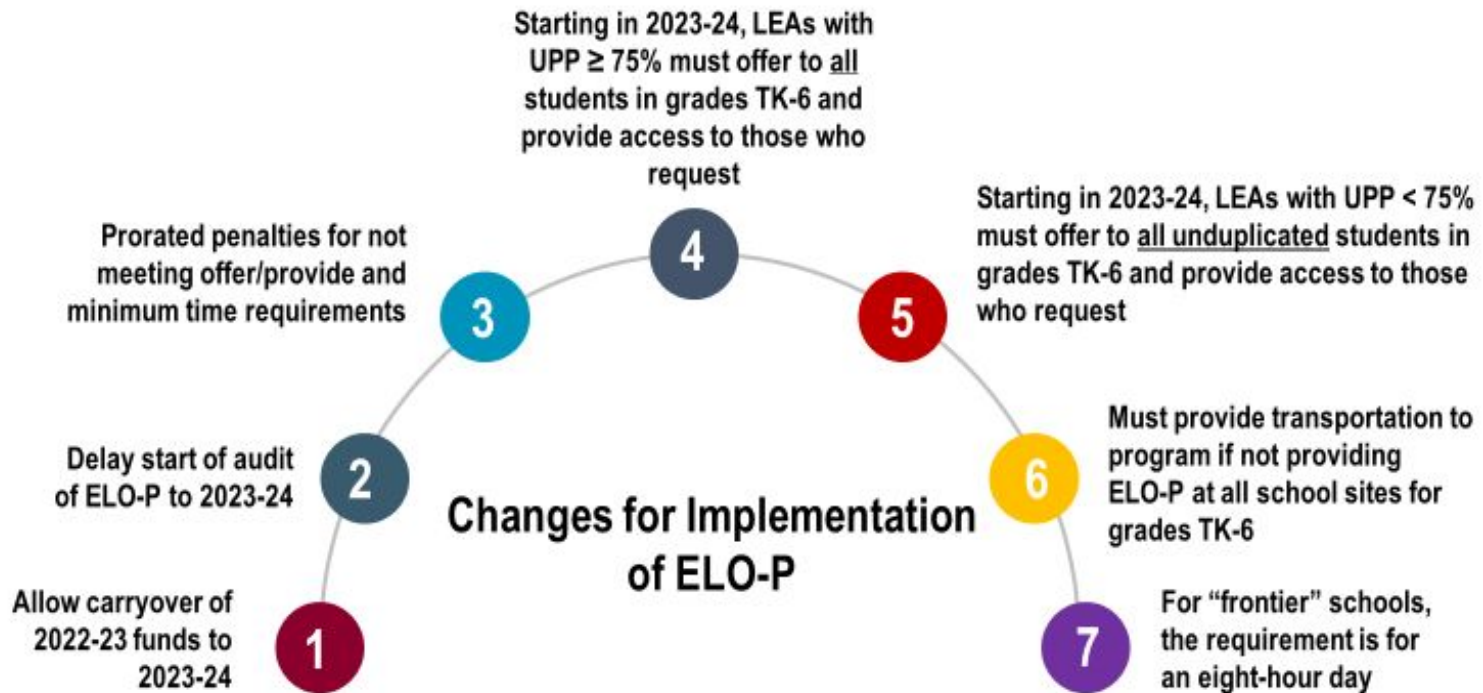 Changes for Implementation
of ELO-P
1
Allow carryover of
2022-23 funds to
2023-24
2
Delay start of audit
of ELO-P to 2023-24
3
Prorated penalties for not
meeting offer/provide and
minimum time requirements
4
Starting in 2023-24, LEAs with
UPP ≥ 75% must offer to all
students in grades TK-6 and
provide access to those who
request
5
Starting in 2023-24, LEAs with UPP < 75%
must offer to all unduplicated students in
grades TK-6 and provide access to those
who request
6
Must provide transportation to
program if not providing
ELO-P at all school sites for
grades TK-6
7
For “frontier” schools,
the requirement is for
an eight-hour day